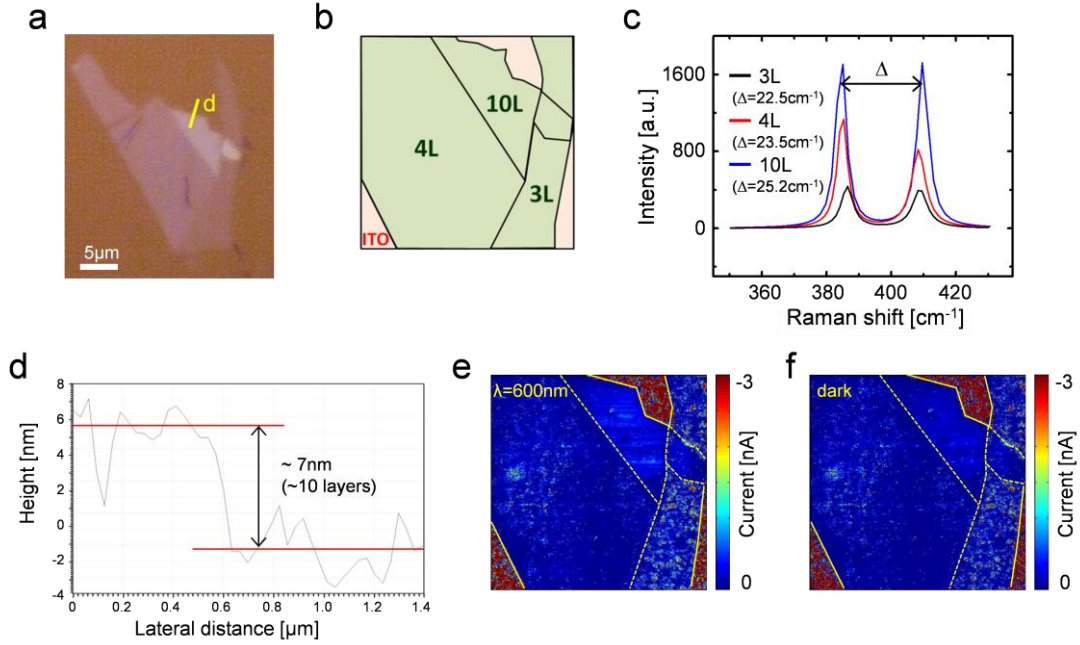 a
d
5μm
b
10L
4L
3L
ITO
c
Intensity [a.u.]
1600
800
0
Δ
3L
(Δ=22.5cm⁻¹)
4L
(Δ=23.5cm⁻¹)
10L
(Δ=25.2cm⁻¹)
360
380
400
420
Raman shift [cm⁻¹]
d
Height [nm]
8
6
4
2
0
-2
-4
~ 7nm
(~10 layers)
0
0.2
0.4
0.6
0.8
1.0
1.2
1.4
Lateral distance [μm]
e
λ=600nm
-3
Current [nA]
0
f
dark
-3
Current [nA]
0